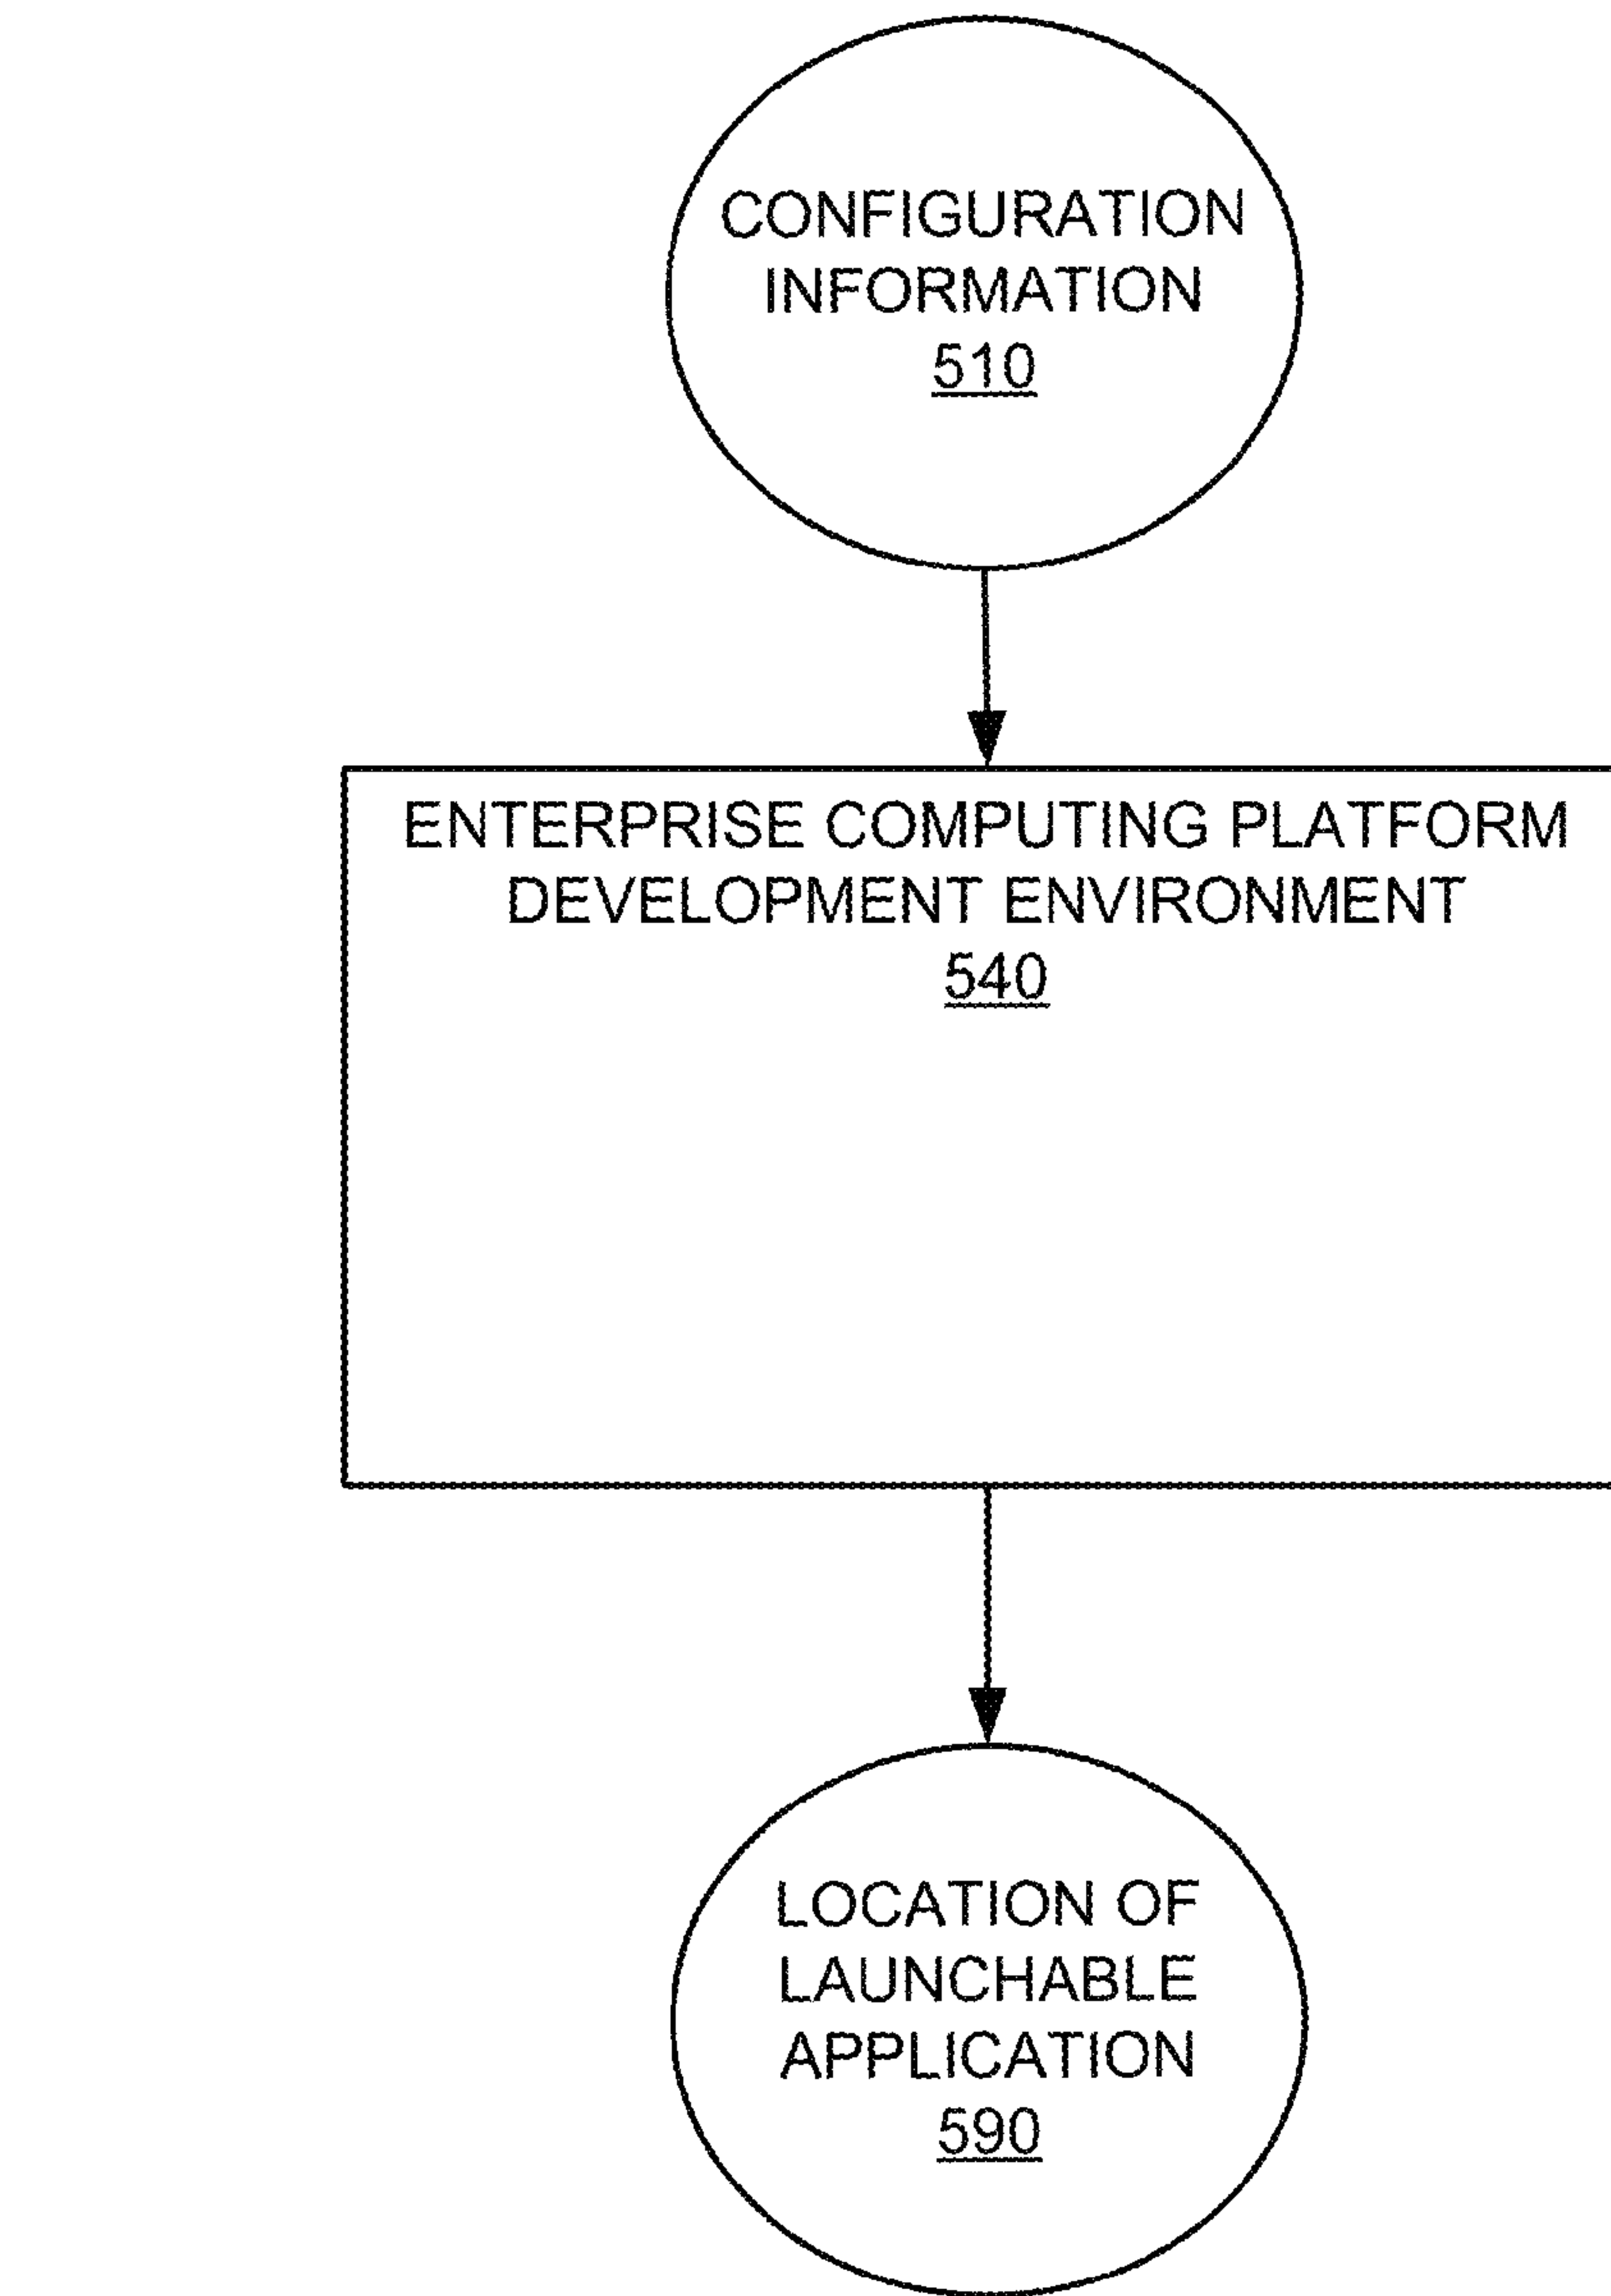 CONFIGURATION
INFORMATION
510
ENTERPRISE COMPUTING PLATFORM
DEVELOPMENT ENVIRONMENT
540
LOCATION OF
LAUNCHABLE
APPLICATION
590